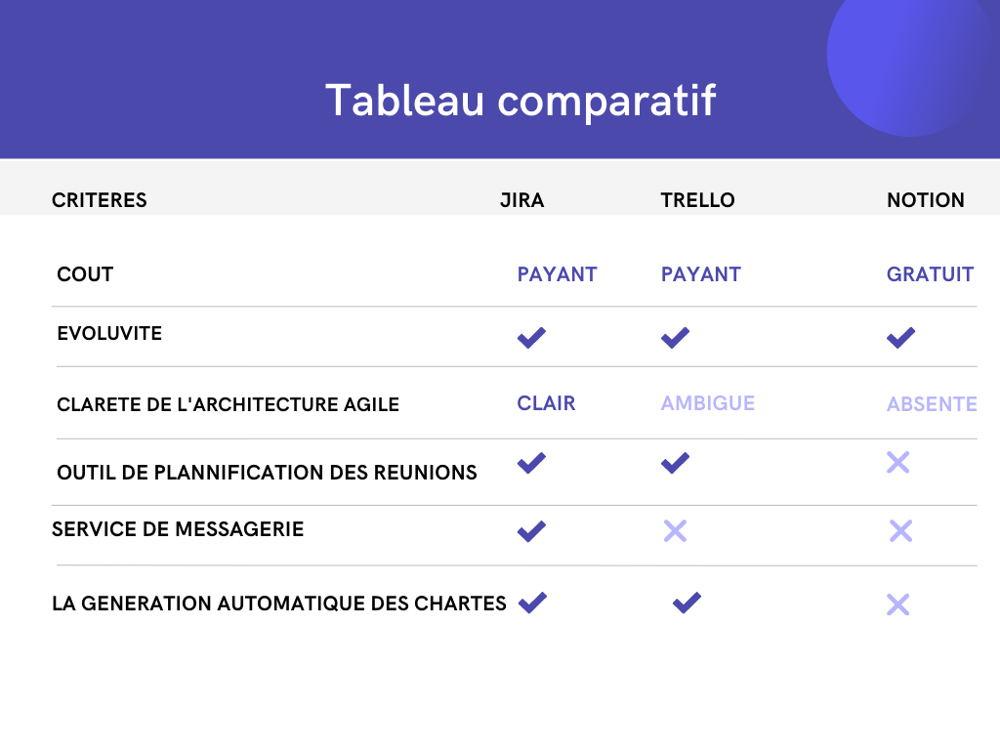 Tableau comparatif
CRITERES JIRA TRELLO NOTION
COUT PAYANT PAYANT GRATUIT
EVOLUVITE
CLARETE DE L'ARCHITECTURE AGILE CLAIR AMBIGUE ABSENTE
OUTIL DE PLANNIFICATION DES REUNIONS
SERVICE DE MESSAGERIE
LA GENERATION AUTOMATIQUE DES CHARTES